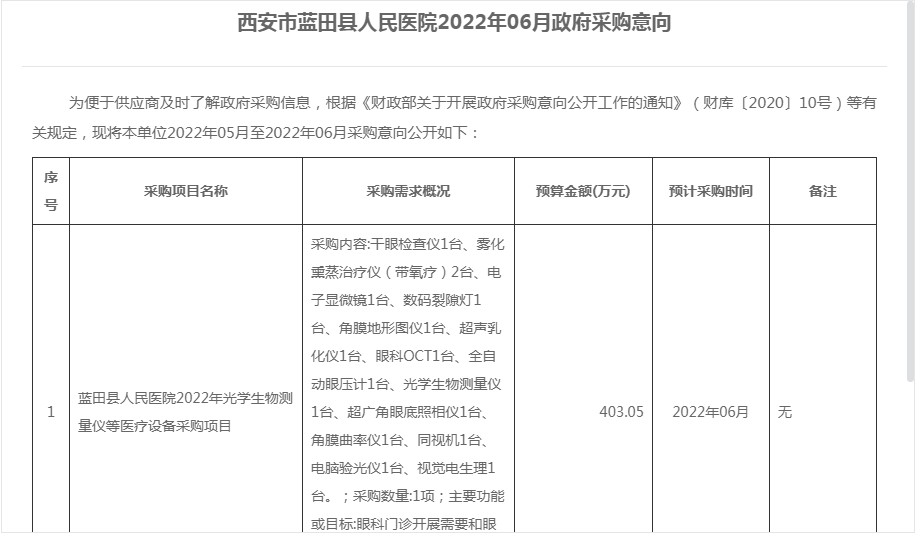 西安市蓝田县人民医院2022年06月政府采购意向
为便于供应商及时了解政府采购信息，根据《财政部关于开展政府采购意向公开工作的通知》（财库〔2020〕10号）等有
关规定，现将本单位2022年05月至2022年06月采购意向公开如下：
序
号
采购项目名称
采购需求概况
预算金额(万元)
预计采购时间
备注
1
蓝田县人民医院2022年光学生物测
量仪等医疗设备采购项目
采购内容:干眼检查仪1台、雾化
熏蒸治疗仪（带氧疗）2台、电
子显微镜1台、数码裂隙灯1
台、角膜地形图仪1台、超声乳
化仪1台、眼科OCT1台、全自
动眼压计1台、光学生物测量仪
1台、超广角眼底照相仪1台、
角膜曲率仪1台、同视机1台、
电脑验光仪1台、视觉电生理1
台。；采购数量:1项；主要功能
或目标:眼科门诊开展需要和眼
403.05
2022年06月
无